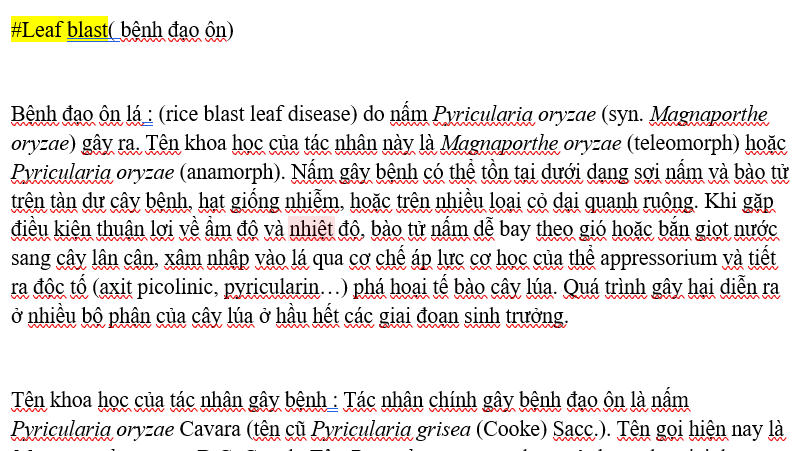 #Leaf blast( bệnh đạo ôn)
Bệnh đạo ôn lá : (rice blast leaf disease) do nấm Pyricularia oryzae (syn. Magnaporthe
oryzae) gây ra. Tên khoa học của tác nhân này là Magnaporthe oryzae (teleomorph) hoặc
Pyricularia oryzae (anamorph). Nấm gây bệnh có thể tồn tại dưới dạng sợi nấm và bào tử
trên tàn dư cây bệnh, hạt giống nhiễm, hoặc trên nhiều loại cỏ dại quanh ruộng. Khi gặp
điều kiện thuận lợi về ẩm độ và nhiệt độ, bào tử nấm dễ bay theo gió hoặc bắn giọt nước
sang cây lân cận, xâm nhập vào lá qua cơ chế áp lực cơ học của thể appressorium và tiết
ra độc tố (axit picolinic, pyricularin…) phá hoại tế bào cây lúa. Quá trình gây hại diễn ra
ở nhiều bộ phận của cây lúa ở hầu hết các giai đoạn sinh trưởng.
Tên khoa học của tác nhân gây bệnh : Tác nhân chính gây bệnh đạo ôn là nấm
Pyricularia oryzae Cavara (tên cũ Pyricularia grisea (Cooke) Sacc.). Tên gọi hiện nay là